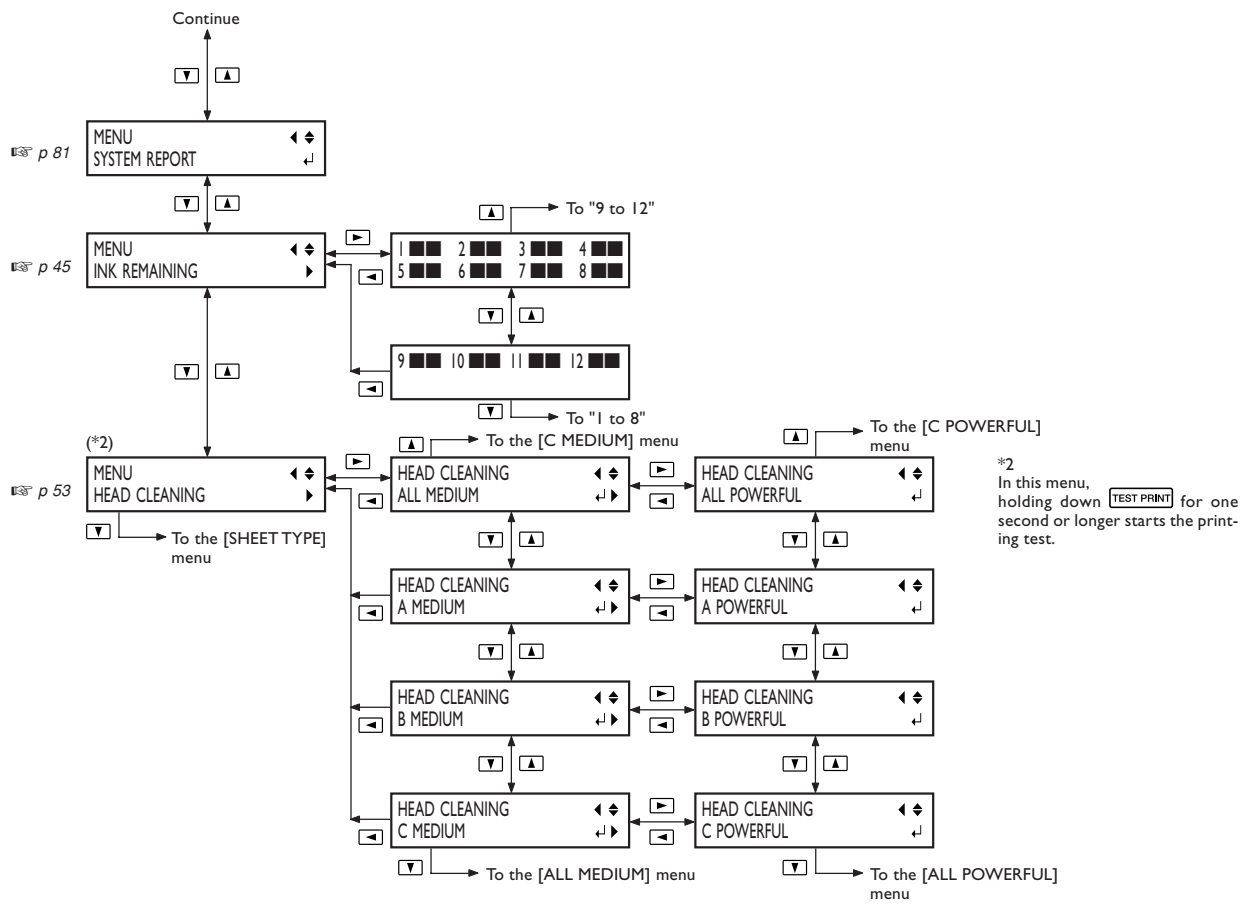 Continue
p 81
MENU
SYSTEM REPORT
To "9 to 12"
p 45
MENU
INK REMAINING
1 2 3 4
5 6 7 8
9 10 11 12
To "1 to 8"
(*2)
p 53
MENU
HEAD CLEANING
To the [SHEET TYPE]
menu
To the [C MEDIUM] menu
HEAD CLEANING
ALL MEDIUM
To the [C POWERFUL]
menu
HEAD CLEANING
ALL POWERFUL
*2
In this menu,
holding down TEST PRINT for one
second or longer starts the print-
ing test.
HEAD CLEANING
A MEDIUM
HEAD CLEANING
A POWERFUL
HEAD CLEANING
B MEDIUM
HEAD CLEANING
B POWERFUL
HEAD CLEANING
C MEDIUM
HEAD CLEANING
C POWERFUL
To the [ALL MEDIUM] menu
To the [ALL POWERFUL]
menu